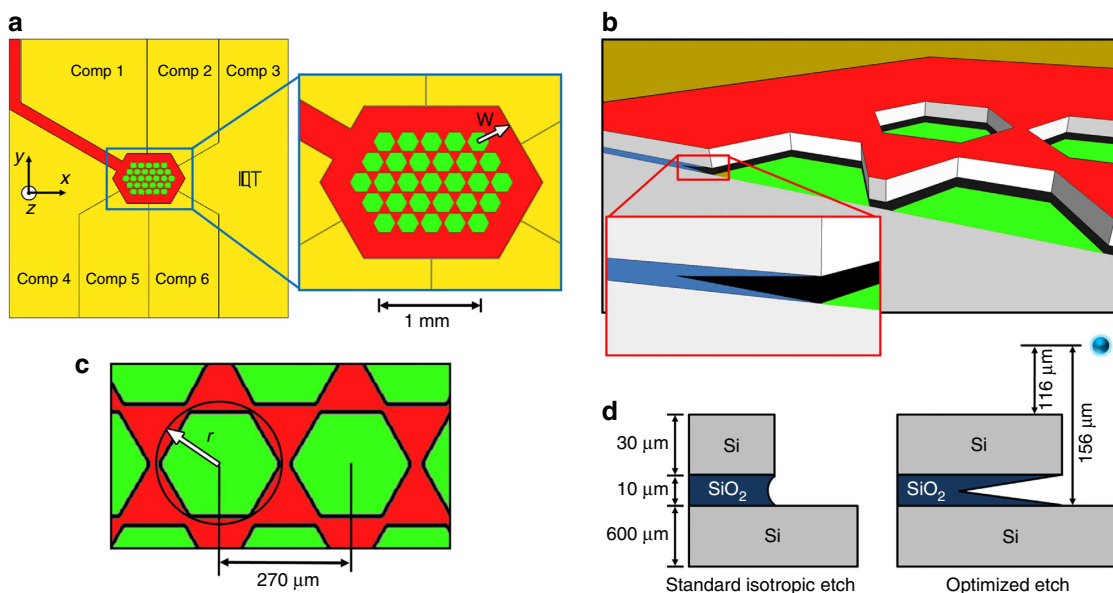 a
Comp 1
Comp 2
Comp 3
y
x
z
IQT
Comp 4
Comp 5
Comp 6
W
1 mm
b
c
r
270 μm
d
116 μm
156 μm
30 μm
10 μm
600 μm
Si
SiO₂
Si
Standard isotropic etch
Si
SiO₂
Si
Optimized etch